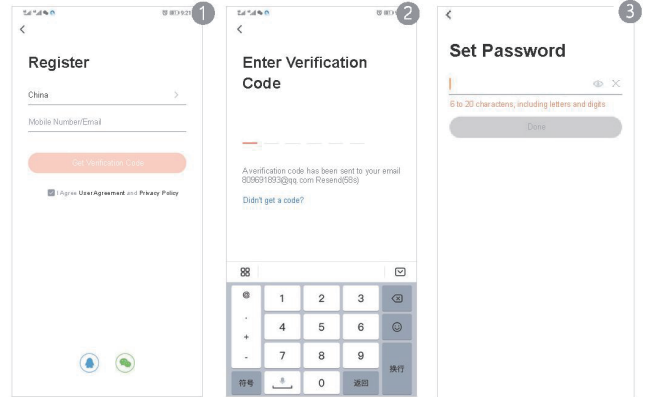 1
Register
China
Mobile Number/Email
Get Verification Code
I Agree User Agreement and Privacy Policy
2
Enter Verification
Code
A verification code has been sent to your email
809691893@qq.com Resend(58s)
Didn't get a code?
@
.
+
-
1 2 3
4 5 6
7 8 9
符号 0 返回 换行
3
Set Password
6 to 20 characters, including letters and digits
Done